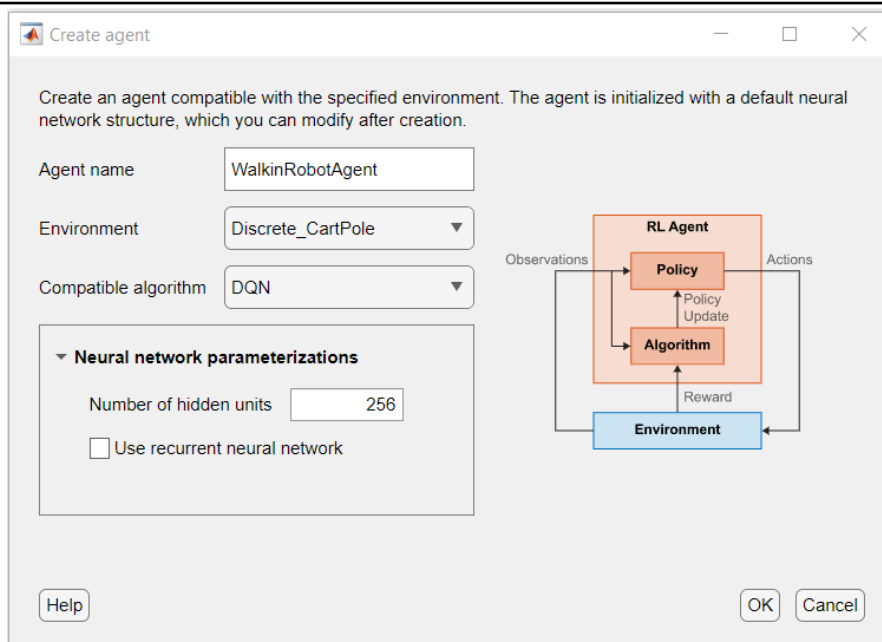 Create agent
Create an agent compatible with the specified environment. The agent is initialized with a default neural
network structure, which you can modify after creation.
Agent name
WalkinRobotAgent
Environment
Discrete_CartPole
Compatible algorithm
DQN
Neural network parameterizations
Number of hidden units
256
Use recurrent neural network
RL Agent
Observations
Actions
Policy
Policy
Update
Algorithm
Reward
Environment
Help
OK
Cancel